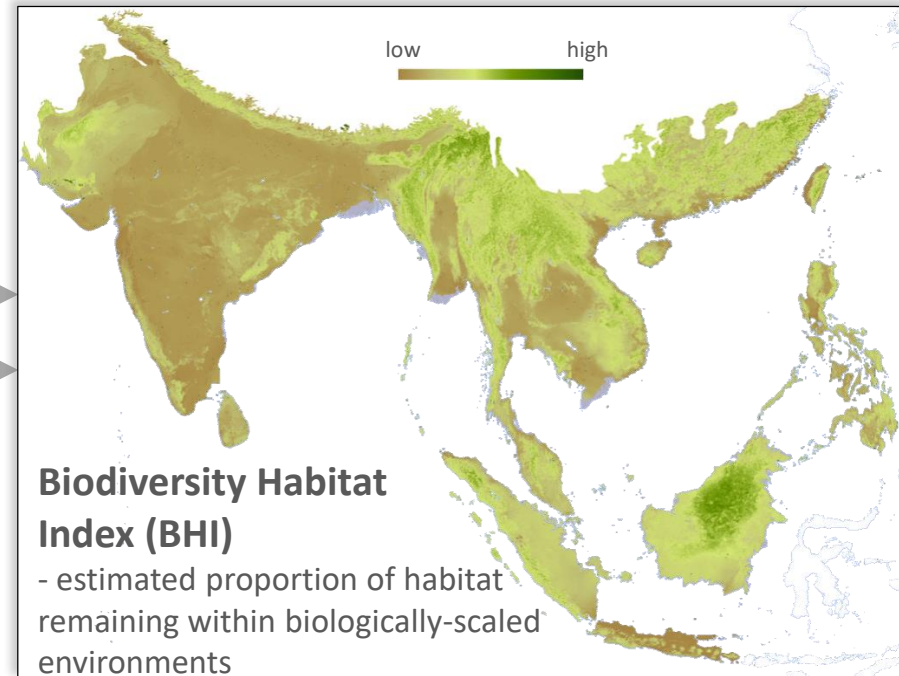 low high
Biodiversity Habitat
Index (BHI)
- estimated proportion of habitat
remaining within biologically-scaled
environments